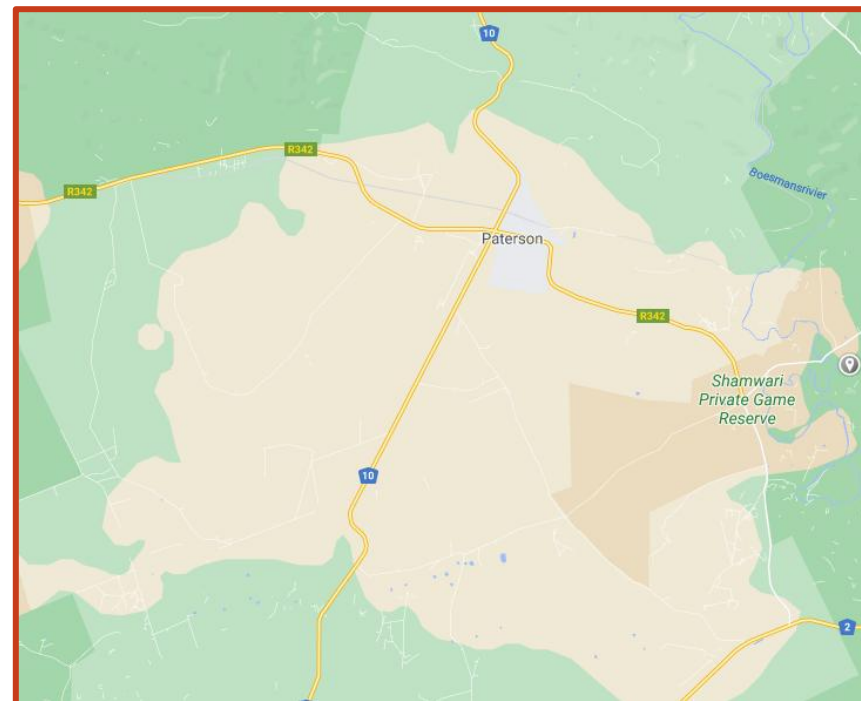 10
R342
R342
Boesmansrivier
Paterson
R342
Shamwari
Private Game
Reserve
10
2